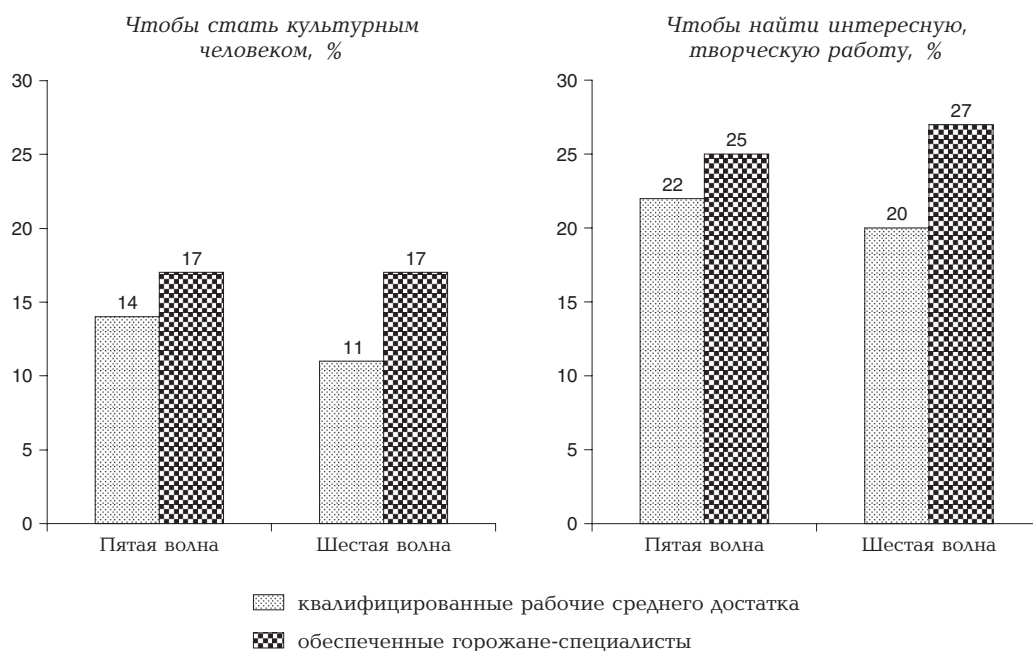 Чтобы стать культурным
человеком, %
30
25
20
15
10
5
0
14
17
11
17
Пятая волна
Шестая волна
Чтобы найти интересную,
творческую работу, %
30
25
20
15
10
5
0
22
25
20
27
Пятая волна
Шестая волна
квалифицированные рабочие среднего достатка
обеспеченные горожане-специалисты